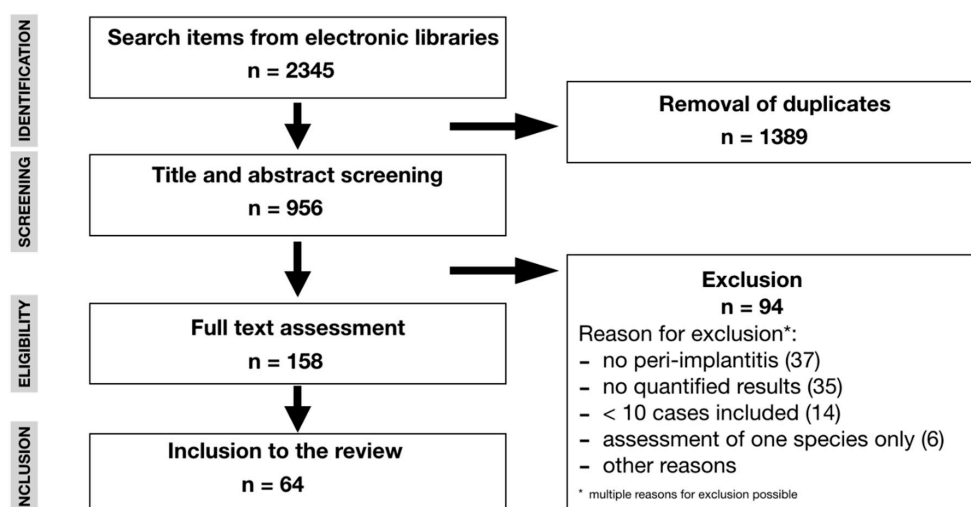 IDENTIFICATION
Search items from electronic libraries
n = 2345
Removal of duplicates
n = 1389
SCREENING
Title and abstract screening
n = 956
Exclusion
n = 94
Reason for exclusion*:
– no peri-implantitis (37)
– no quantified results (35)
– < 10 cases included (14)
– assessment of one species only (6)
– other reasons
* multiple reasons for exclusion possible
ELIGIBILITY
Full text assessment
n = 158
NCLUSION
Inclusion to the review
n = 64